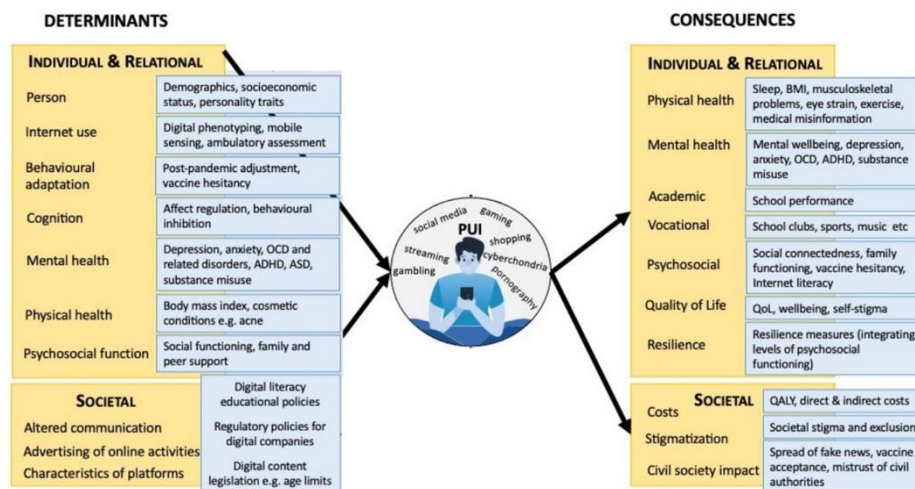 DETERMINANTS
INDIVIDUAL & RELATIONAL
Person
Demographics, socioeconomic
status, personality traits
Internet use
Digital phenotyping, mobile
sensing, ambulatory assessment
Behavioural
adaptation
Post-pandemic adjustment,
vaccine hesitancy
Cognition
Affect regulation, behavioural
inhibition
Mental health
Depression, anxiety, OCD and
related disorders, ADHD, ASD,
substance misuse
Physical health
Body mass index, cosmetic
conditions e.g. acne
Psychosocial function
Social functioning, family and
peer support
SOCIETAL
Altered communication
Advertising of online activities
Characteristics of platforms
Digital literacy
educational policies
Regulatory policies for
digital companies
Digital content
legislation e.g. age limits
social media
gaming
PUI
shopping
streaming
cyberchondria
gambling
pornography
CONSEQUENCES
INDIVIDUAL & RELATIONAL
Physical health
Sleep, BMI, musculoskeletal
problems, eye strain, exercise,
medical misinformation
Mental health
Mental wellbeing, depression,
anxiety, OCD, ADHD, substance
misuse
Academic
School performance
Vocational
School clubs, sports, music etc
Psychosocial
Social connectedness, family
functioning, vaccine hesitancy,
Internet literacy
Quality of Life
QoL, wellbeing, self-stigma
Resilience
Resilience measures (integrating
levels of psychosocial
functioning)
SOCIETAL
Costs
QALY, direct & indirect costs
Stigmatization
Societal stigma and exclusion
Civil society impact
Spread of fake news, vaccine
acceptance, mistrust of civil
authorities